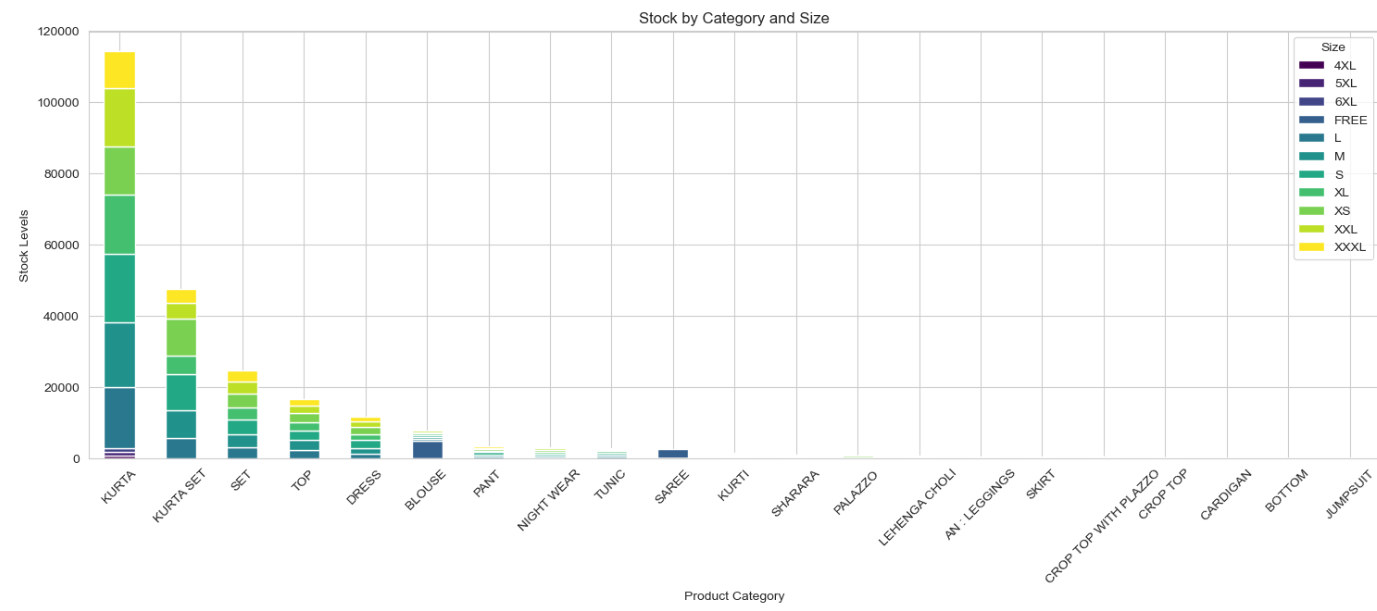 Stock by Category and Size
120000
100000
80000
60000
40000
20000
0
Stock Levels
Size
4XL
5XL
6XL
FREE
L
M
S
XL
XS
XXL
XXXL
KURTA
KURTA SET
SET
TOP
DRESS
BLOUSE
PANT
NIGHT WEAR
TUNIC
SAREE
KURTI
SHARARA
PALAZZO
LEHENGA CHOLI
AN : LEGGINGS
SKIRT
CROP TOP WITH PLAZZO
CROP TOP
CARDIGAN
BOTTOM
JUMPSUIT
Product Category